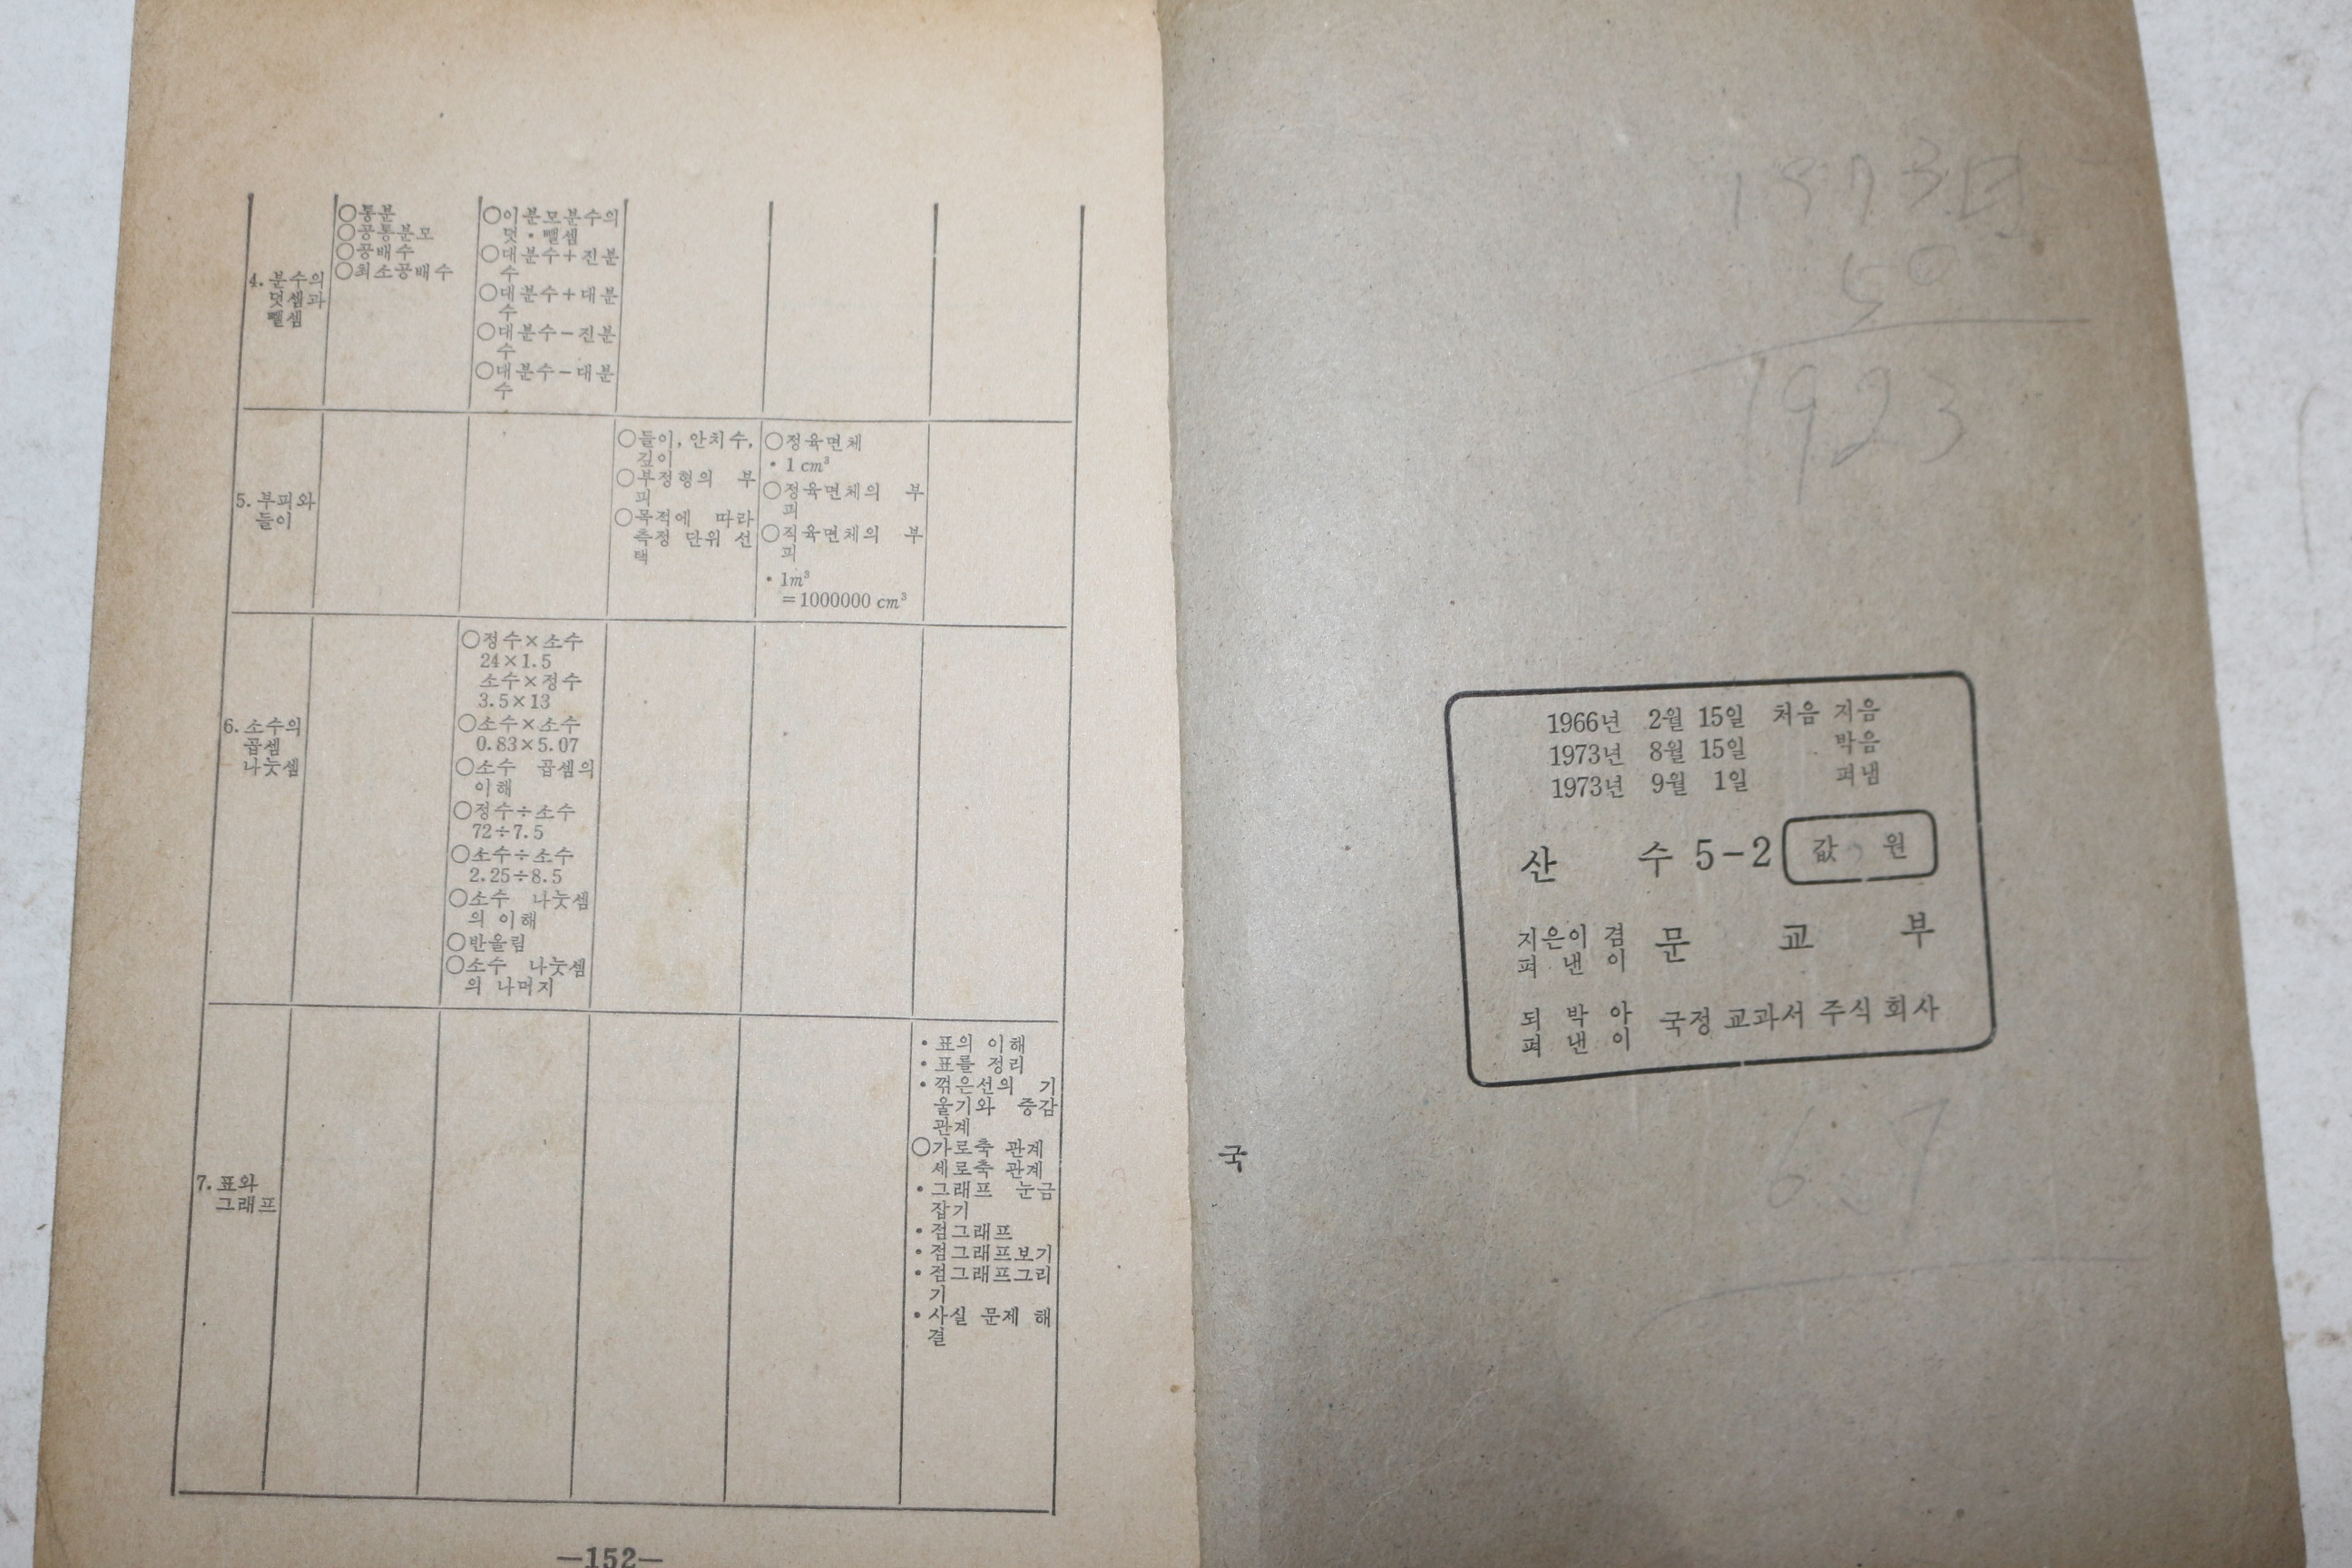 4. 분수의
덧셈과
뺄셈
○통분
○공통분모
○공배수
○최소공배수
○이분모분수의
덧・뺄셈
○대분수+진분
수
○대분수+대분
수
○대분수-진분
수
○대분수-대분
수
5. 부피와
들이
○들이, 안치수,
깊이
○부정형의 부
피
○목적에 따라
측정 단위 선
택
○정육면체
• 1 cm³
○정육면체의 부
피
○직육면체의 부
피
• 1m³
=1000000 cm³
6. 소수의
곱셈
나눗셈
○정수×소수
24×1.5
소수×정수
3.5×13
○소수×소수
0.83×5.07
○소수 곱셈의
이해
○정수÷소수
72÷7.5
○소수÷소수
2.25÷8.5
○소수 나눗셈
의 이해
○반올림
○소수 나눗셈
의 나머지
7. 표와
그래프
• 표의 이해
• 표를 정리
• 꺾은선의 기
울기와 증감
관계
○가로축 관계
세로축 관계
• 그래프 눈금
잡기
• 점그래프
• 점그래프보기
• 점그래프그리
기
• 사실 문제 해
결
—152—
1973년
50
1923
1966년 2월 15일 처음 지음
1973년 8월 15일 박음
1973년 9월 1일 펴냄
산 수 5-2 값 원
지은이 겸
펴 낸 이
문 교 부
되 박 아
펴 낸 이
국정 교과서 주식 회사
국
67